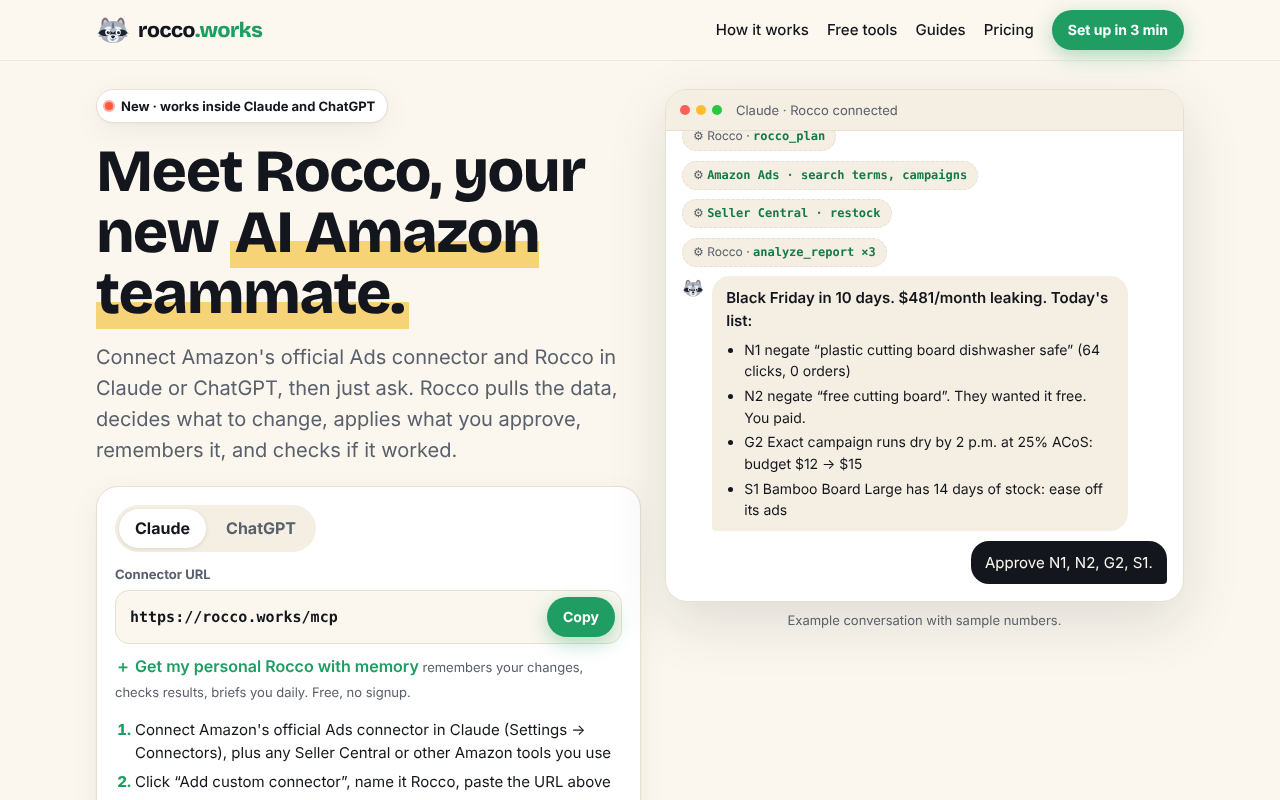 rocco.works
How it works
Free tools
Guides
Pricing
Set up in 3 min
New · works inside Claude and ChatGPT
Meet Rocco, your
new AI Amazon
teammate.
Connect Amazon's official Ads connector and Rocco in
Claude or ChatGPT, then just ask. Rocco pulls the data,
decides what to change, applies what you approve,
remembers it, and checks if it worked.
Claude
ChatGPT
Connector URL
https://rocco.works/mcp
Copy
+ Get my personal Rocco with memory remembers your changes,
checks results, briefs you daily. Free, no signup.
1. Connect Amazon's official Ads connector in Claude (Settings →
Connectors), plus any Seller Central or other Amazon tools you use
2. Click “Add custom connector”, name it Rocco, paste the URL above
Claude · Rocco connected
⚙ Rocco · rocco_plan
⚙ Amazon Ads · search terms, campaigns
⚙ Seller Central · restock
⚙ Rocco · analyze_report ×3
Black Friday in 10 days. $481/month leaking. Today's
list:
• N1 negate “plastic cutting board dishwasher safe” (64
clicks, 0 orders)
• N2 negate “free cutting board”. They wanted it free.
You paid.
• G2 Exact campaign runs dry by 2 p.m. at 25% ACoS:
budget $12 → $15
• S1 Bamboo Board Large has 14 days of stock: ease off
its ads
Approve N1, N2, G2, S1.
Example conversation with sample numbers.